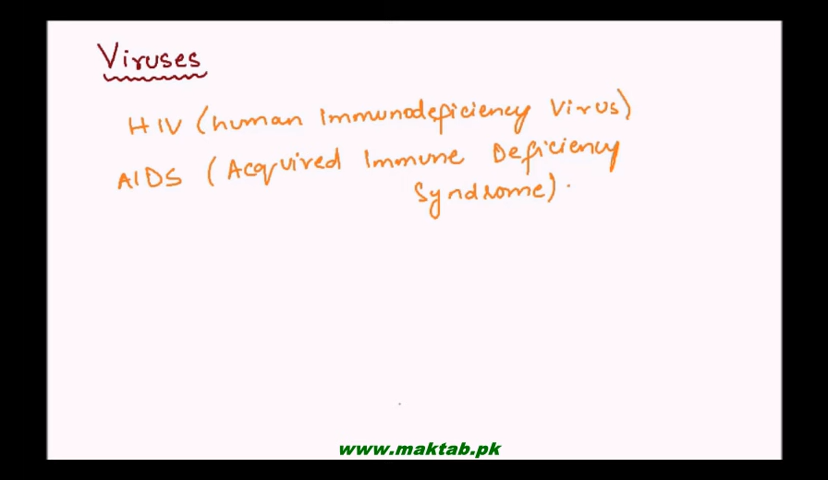 Viruses
HIV (human Immunodeficiency Virus)
AIDS (Acquired Immune Deficiency
Syndrome).
www.maktab.pk